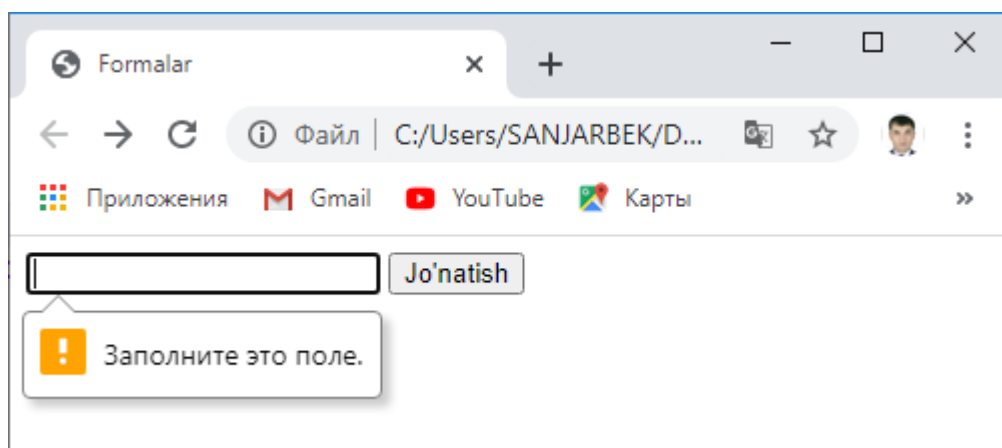 Formalar
Файл C:/Users/SANJARBEK/D...
Приложения Gmail YouTube Карты
Jo'natish
Заполните это поле.